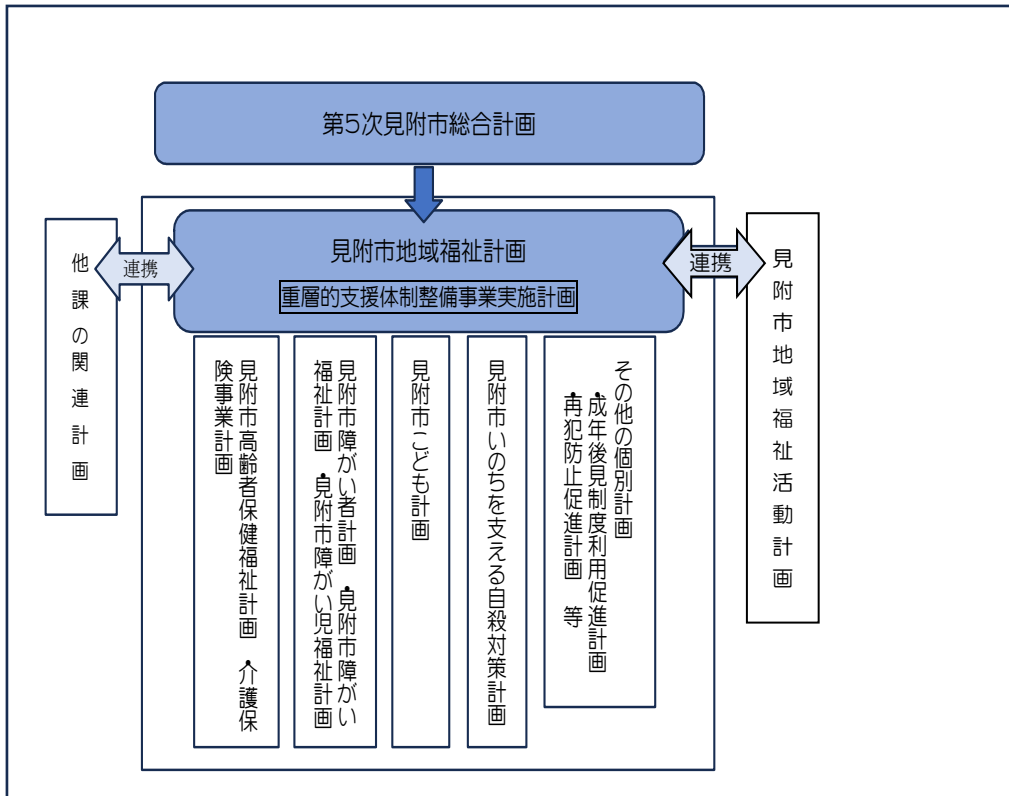 第5次見附市総合計画
見附市地域福祉計画
重層的支援体制整備事業実施計画
連携
連携
他課の関連計画
見附市地域福祉活動計画
見附市高齢者保健福祉計画・介護保
険事業計画
見附市障がい者計画・見附市障がい
福祉計画・見附市障がい児福祉計画
見附市こども計画
見附市いのちを支える自殺対策計画
その他の個別計画
・成年後見制度利用促進計画
・再犯防止促進計画 等